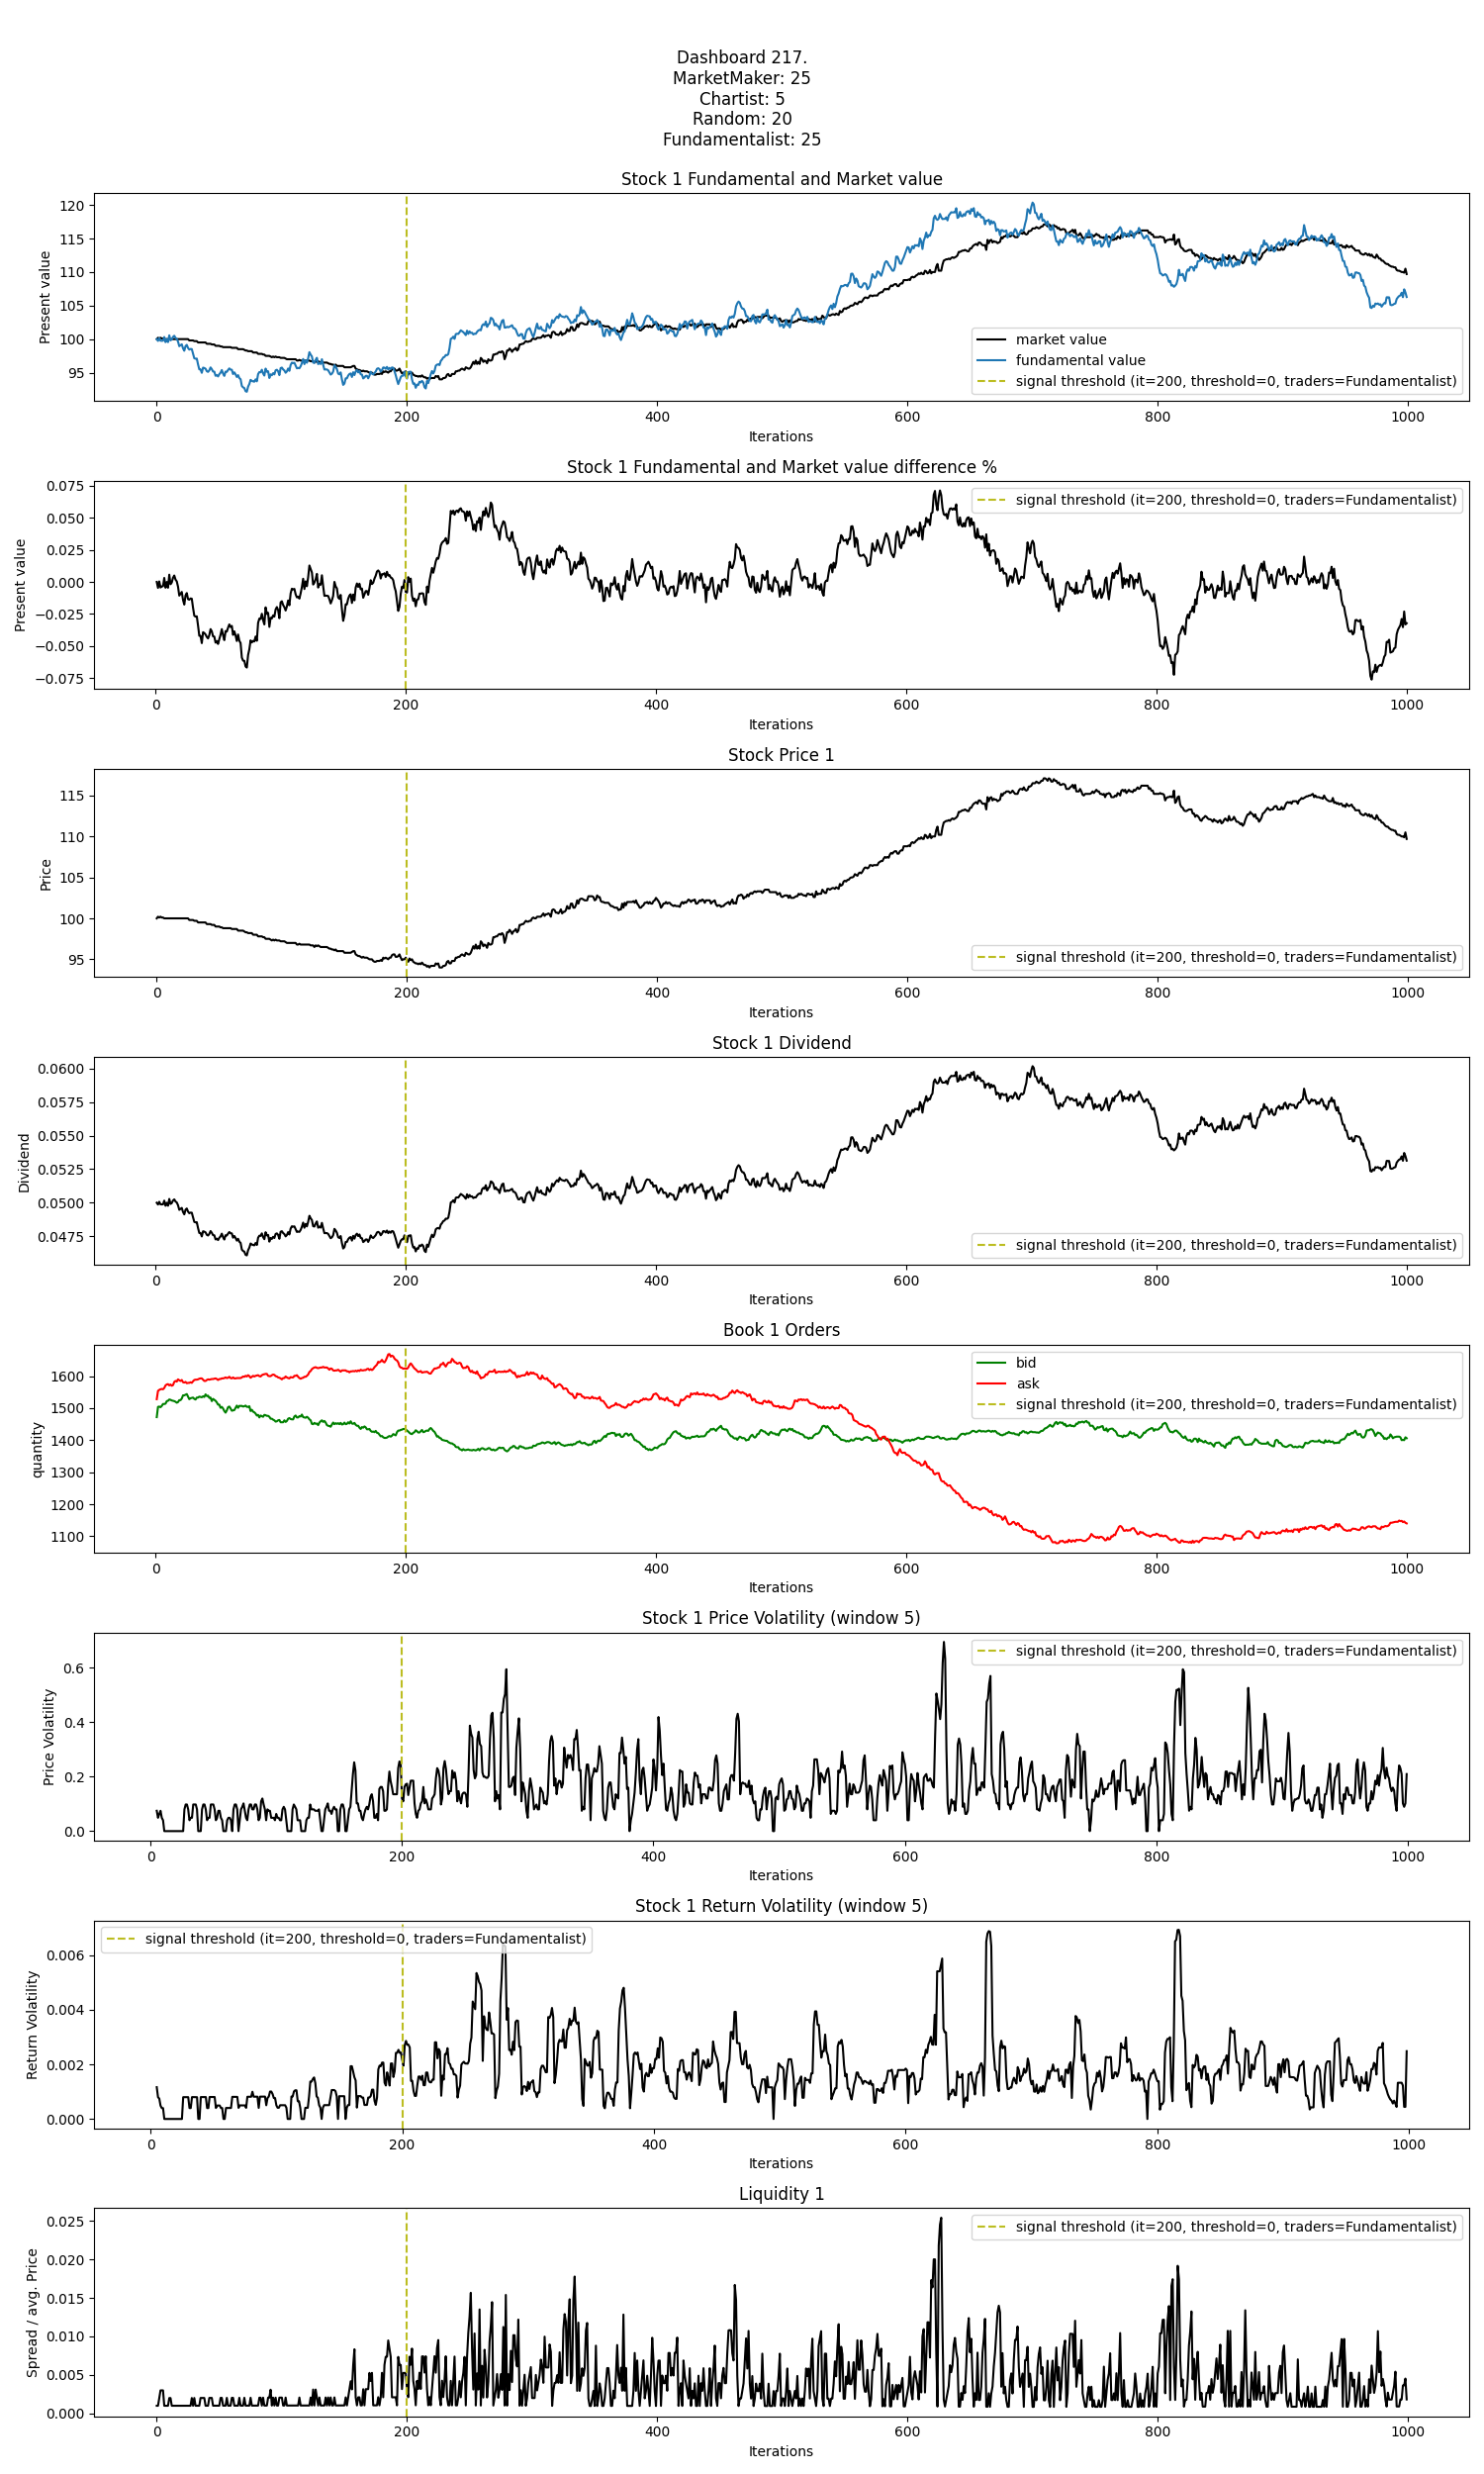 Dashboard 217.
MarketMaker: 25
Chartist: 5
Random: 20
Fundamentalist: 25
Stock 1 Fundamental and Market value
Present value
120
115
110
105
100
95
market value
fundamental value
signal threshold (it=200, threshold=0, traders=Fundamentalist)
0 200 400 600 800 1000
Iterations
Stock 1 Fundamental and Market value difference %
Present value
0.075
0.050
0.025
0.000
−0.025
−0.050
−0.075
signal threshold (it=200, threshold=0, traders=Fundamentalist)
0 200 400 600 800 1000
Iterations
Stock Price 1
Price
115
110
105
100
95
signal threshold (it=200, threshold=0, traders=Fundamentalist)
0 200 400 600 800 1000
Iterations
Stock 1 Dividend
Dividend
0.0600
0.0575
0.0550
0.0525
0.0500
0.0475
signal threshold (it=200, threshold=0, traders=Fundamentalist)
0 200 400 600 800 1000
Iterations
Book 1 Orders
quantity
1600
1500
1400
1300
1200
1100
bid
ask
signal threshold (it=200, threshold=0, traders=Fundamentalist)
0 200 400 600 800 1000
Iterations
Stock 1 Price Volatility (window 5)
Price Volatility
0.6
0.4
0.2
0.0
signal threshold (it=200, threshold=0, traders=Fundamentalist)
0 200 400 600 800 1000
Iterations
Stock 1 Return Volatility (window 5)
Return Volatility
0.006
0.004
0.002
0.000
signal threshold (it=200, threshold=0, traders=Fundamentalist)
0 200 400 600 800 1000
Iterations
Liquidity 1
Spread / avg. Price
0.025
0.020
0.015
0.010
0.005
0.000
signal threshold (it=200, threshold=0, traders=Fundamentalist)
0 200 400 600 800 1000
Iterations